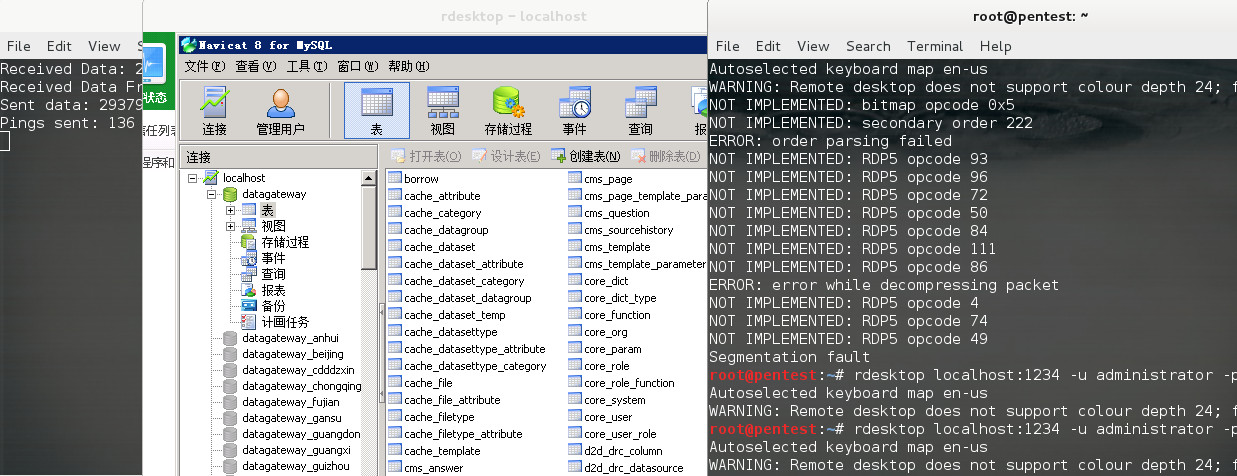 File Edit View
Received Data: 2
Received Data Fr
Sent data: 29379
Pings sent: 136
rdesktop - localhost
状态
任列表
程序和
Navicat 8 for MySQL
文件(F) 查看(V) 工具(T) 窗口(W) 帮助(H)
连接 管理用户 表 视图 存储过程 事件 查询 报
连接
打开表(O) 设计表(E) 创建表(N) 删除表(D)
localhost
datagateway
表
视图
存储过程
事件
查询
报表
备份
计画任务
datagateway_anhui
datagateway_beijing
datagateway_cdddzxin
datagateway_chongqing
datagateway_fujian
datagateway_gansu
datagateway_guangdon
datagateway_guangxi
datagateway_guizhou
borrow
cache_attribute
cache_category
cache_datagroup
cache_dataset
cache_dataset_attribute
cache_dataset_category
cache_dataset_datagroup
cache_dataset_temp
cache_datasettype
cache_datasettype_attribute
cache_datasettype_category
cache_file
cache_file_attribute
cache_filetype
cache_filetype_attribute
cache_template
cms_answer
cms_page
cms_page_template_para
cms_question
cms_sourcehistory
cms_template
cms_template_parameter
core_dict
core_dict_type
core_function
core_org
core_param
core_role
core_role_function
core_system
core_user
core_user_role
d2d_drc_column
d2d_drc_datasource
root@pentest: ~
File Edit View Search Terminal Help
Autoselected keyboard map en-us
WARNING: Remote desktop does not support colour depth 24; f
NOT IMPLEMENTED: bitmap opcode 0x5
NOT IMPLEMENTED: secondary order 222
ERROR: order parsing failed
NOT IMPLEMENTED: RDP5 opcode 93
NOT IMPLEMENTED: RDP5 opcode 96
NOT IMPLEMENTED: RDP5 opcode 72
NOT IMPLEMENTED: RDP5 opcode 50
NOT IMPLEMENTED: RDP5 opcode 84
NOT IMPLEMENTED: RDP5 opcode 111
NOT IMPLEMENTED: RDP5 opcode 86
ERROR: error while decompressing packet
NOT IMPLEMENTED: RDP5 opcode 4
NOT IMPLEMENTED: RDP5 opcode 74
NOT IMPLEMENTED: RDP5 opcode 49
Segmentation fault
root@pentest:~# rdesktop localhost:1234 -u administrator -p
Autoselected keyboard map en-us
WARNING: Remote desktop does not support colour depth 24; f
root@pentest:~# rdesktop localhost:1234 -u administrator -p
Autoselected keyboard map en-us
WARNING: Remote desktop does not support colour depth 24; f